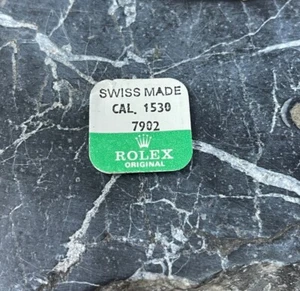 SWISS MADE
CAL. 1530
7902
ROLEX
ORIGINAL